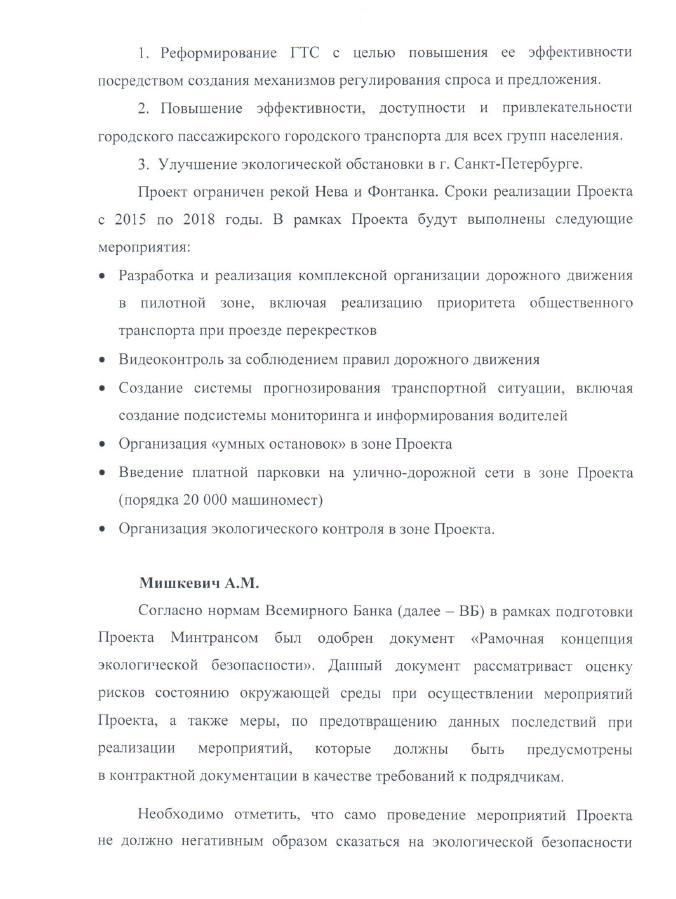 1. Реформирование ГТС с целью повышения ее эффективности
посредством создания механизмов регулирования спроса и предложения.
2. Повышение эффективности, доступности и привлекательности
городского пассажирского городского транспорта для всех групп населения.
3. Улучшение экологической обстановки в г. Санкт-Петербурге.
Проект ограничен рекой Нева и Фонтанка. Сроки реализации Проекта
с 2015 по 2018 годы. В рамках Проекта будут выполнены следующие
мероприятия:
• Разработка и реализация комплексной организации дорожного движения
в пилотной зоне, включая реализацию приоритета общественного
транспорта при проезде перекрестков
• Видеоконтроль за соблюдением правил дорожного движения
• Создание системы прогнозирования транспортной ситуации, включая
создание подсистемы мониторинга и информирования водителей
• Организация «умных остановок» в зоне Проекта
• Введение платной парковки на улично-дорожной сети в зоне Проекта
(порядка 20 000 машиномест)
• Организация экологического контроля в зоне Проекта.
Мишкевич А.М.
Согласно нормам Всемирного Банка (далее – ВБ) в рамках подготовки
Проекта Минтрансом был одобрен документ «Рамочная концепция
экологической безопасности». Данный документ рассматривает оценку
рисков состоянию окружающей среды при осуществлении мероприятий
Проекта, а также меры, по предотвращению данных последствий при
реализации мероприятий, которые должны быть предусмотрены
в контрактной документации в качестве требований к подрядчикам.
Необходимо отметить, что само проведение мероприятий Проекта
не должно негативным образом сказаться на экологической безопасности